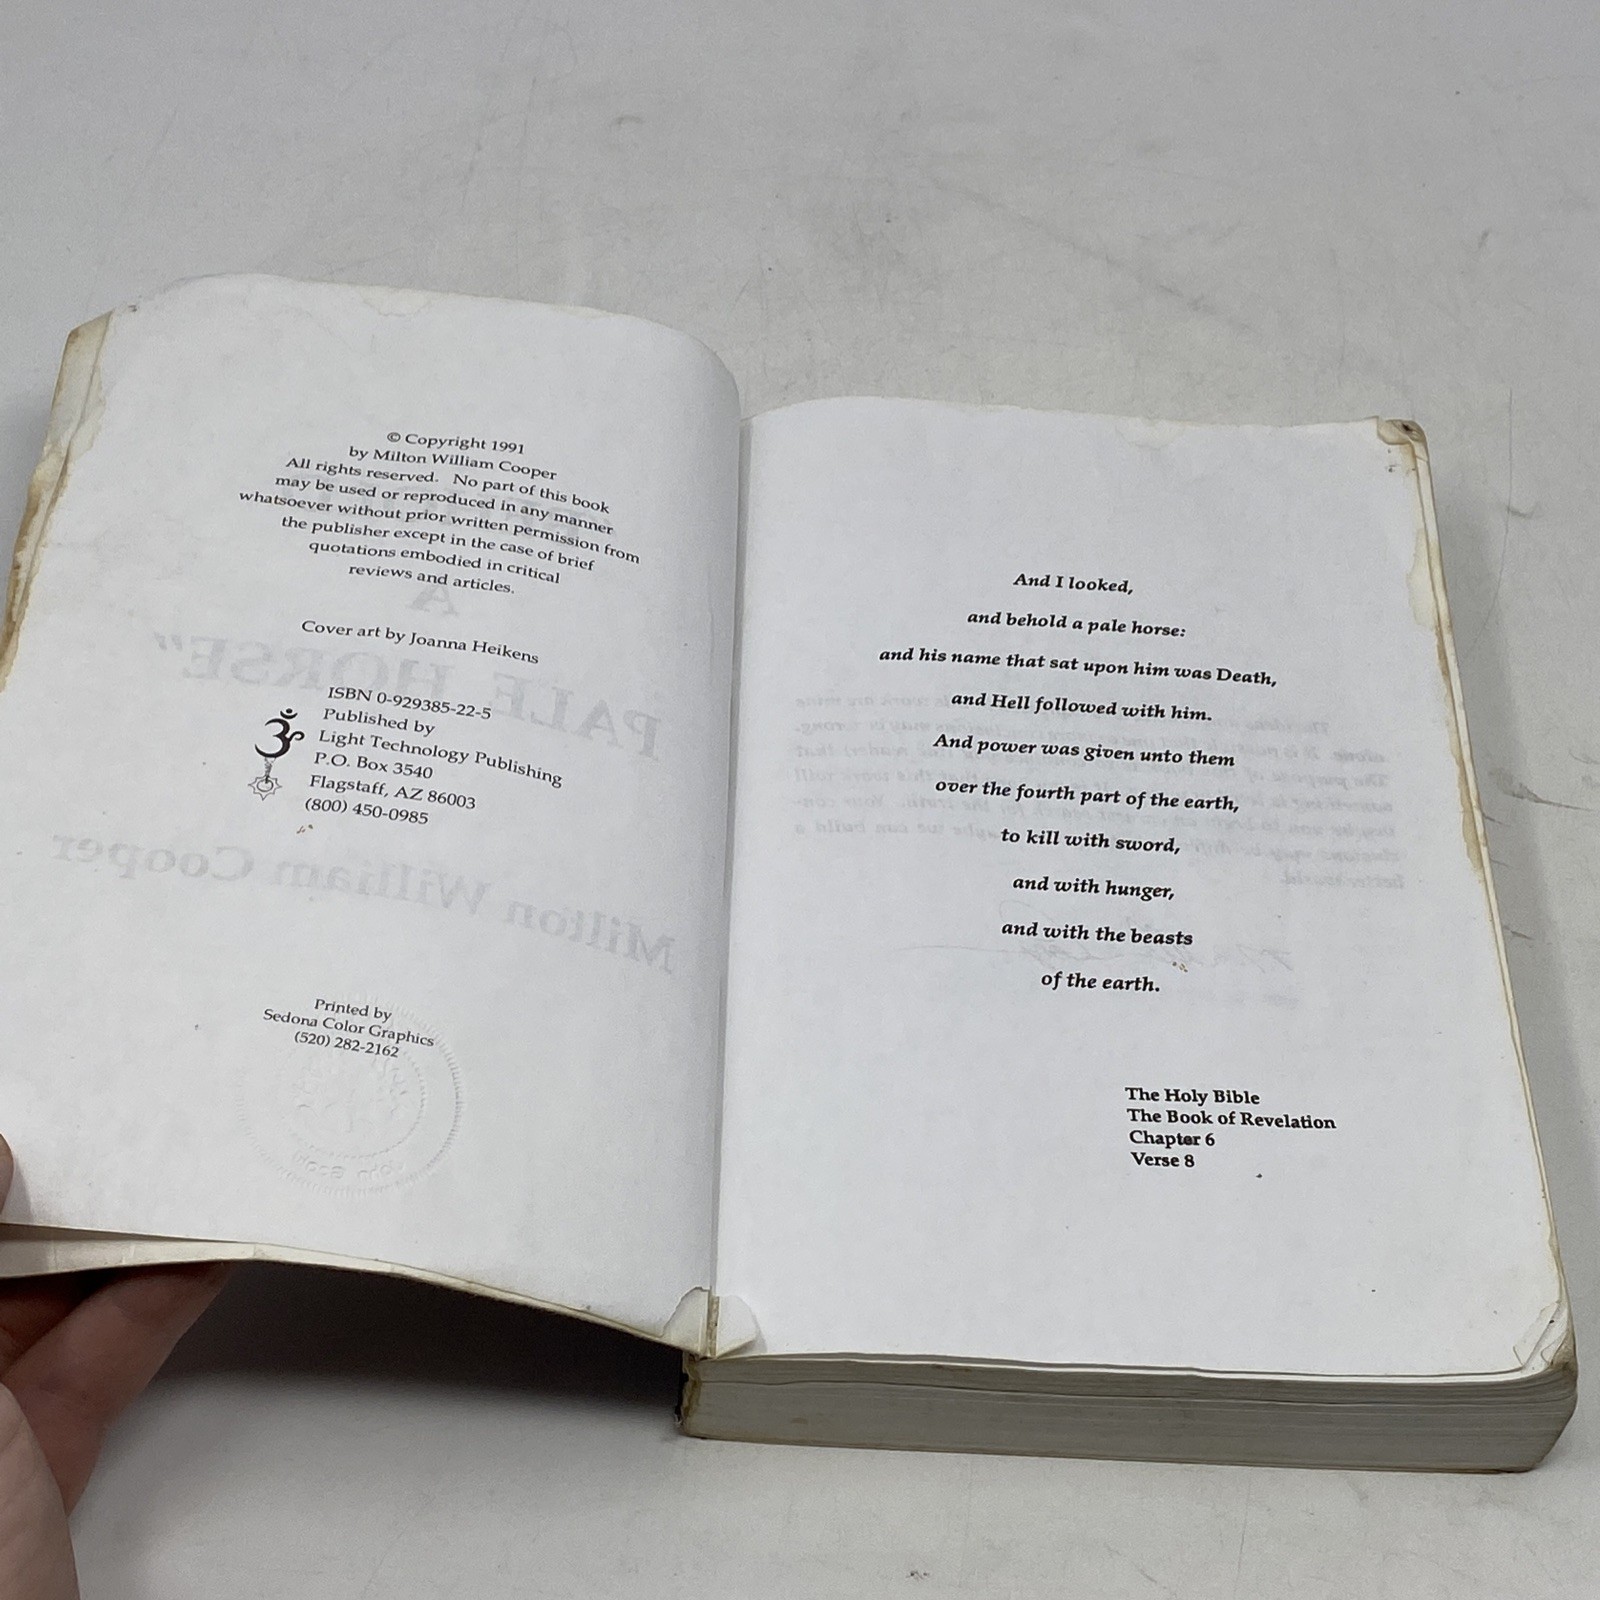 © Copyright 1991
by Milton William Cooper
All rights reserved. No part of this book
may be used or reproduced in any manner
whatsoever without prior written permission from
the publisher except in the case of brief
quotations embodied in critical
reviews and articles.
Cover art by Joanna Heikens
ISBN 0-929385-22-5
Published by
Light Technology Publishing
P.O. Box 3540
Flagstaff, AZ 86003
(800) 450-0985
A
PALE HORSE"
Milton William Cooper
Printed by
Sedona Color Graphics
(520) 282-2162
And I looked,
and behold a pale horse:
and his name that sat upon him was Death,
and Hell followed with him.
And power was given unto them
over the fourth part of the earth,
to kill with sword,
and with hunger,
and with the beasts
of the earth.
The Holy Bible
The Book of Revelation
Chapter 6
Verse 8